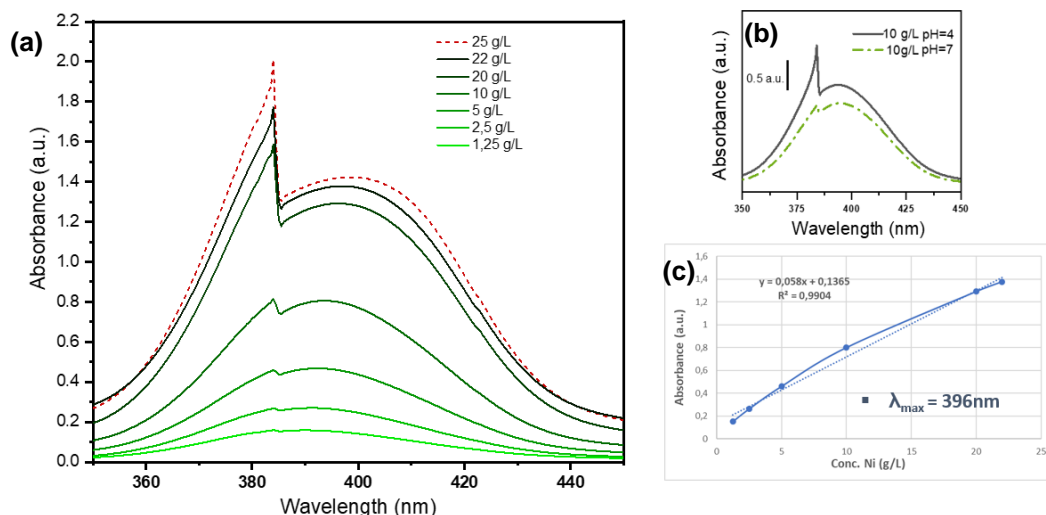 (a)
2.2
2.0
1.8
1.6
1.4
1.2
1.0
0.8
0.6
0.4
0.2
0.0
Absorbance (a.u.)
360 380 400 420 440
Wavelength (nm)
25 g/L
22 g/L
20 g/L
10 g/L
5 g/L
2,5 g/L
1,25 g/L
(b)
10 g/L pH=4
10g/L pH=7
0.5 a.u.
Absorbance (a.u.)
350 375 400 425 450
Wavelength (nm)
(c)
1,6
1,4
1,2
1
0,8
0,6
0,4
0,2
0
Absorbance (a.u.)
y = 0,058x + 0,1365
R² = 0,9904
λmax = 396nm
0 5 10 15 20 25
Conc. Ni (g/L)